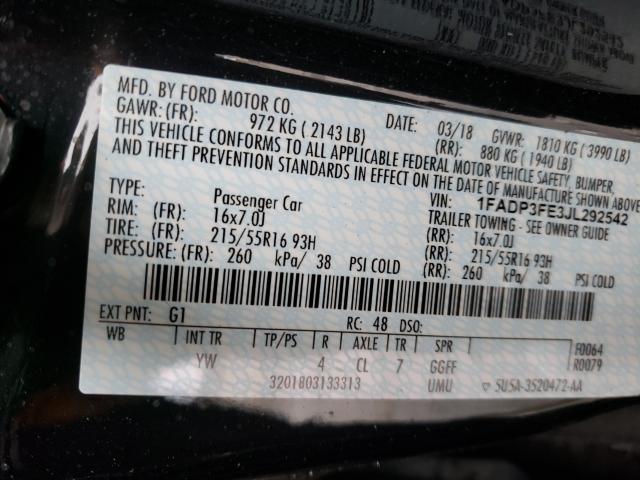 MFD. BY FORD MOTOR CO.
DATE: 03/18 GVWR: 1810 KG ( 3990 LB)
GAWR: (FR): 972 KG ( 2143 LB) (RR): 880 KG ( 1940 LB)
THIS VEHICLE CONFORMS TO ALL APPLICABLE FEDERAL MOTOR VEHICLE SAFETY, BUMPER,
AND THEFT PREVENTION STANDARDS IN EFFECT ON THE DATE OF MANUFACTURE SHOWN ABOVE
VIN: 1FADP3FE3JL292542
TYPE: Passenger Car TRAILER TOWING - SEE OWNER GUIDE
RIM: (FR): 16x7.0J (RR): 16x7.0J
TIRE: (FR): 215/55R16 93H (RR): 215/55R16 93H
PRESSURE: (FR): 260 kPa/ 38 PSI COLD (RR): 260 kPa/ 38 PSI COLD
EXT PNT: G1 RC: 48 DSO:
WB INT TR TP/PS R AXLE TR SPR F0064
YW 4 CL 7 GGFF R0079
3201803133313 UMU 5U5A-3520472-AA